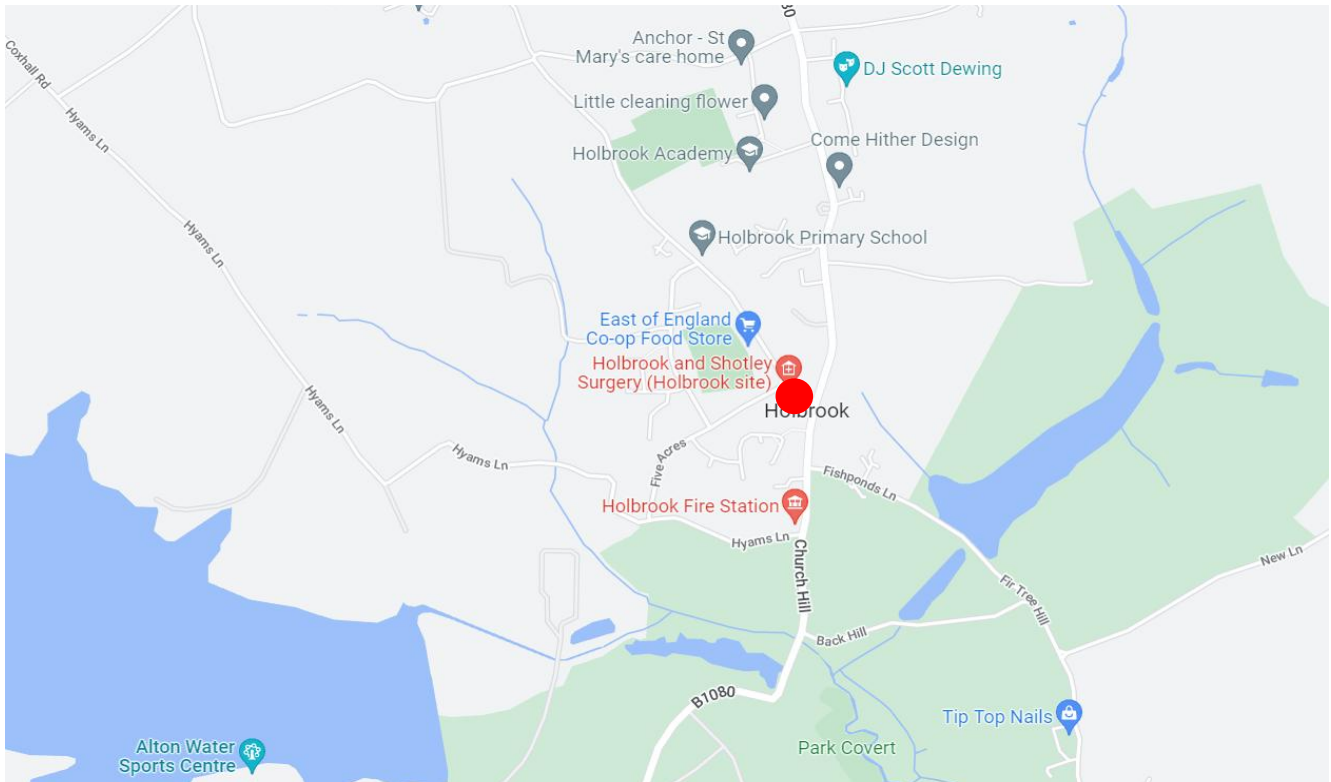 80
Anchor - St
Mary's care home
DJ Scott Dewing
Coxhall Rd
Hyams Ln
Little cleaning flower
Come Hither Design
Holbrook Academy
Hyams Ln
Holbrook Primary School
East of England
Co-op Food Store
Holbrook and Shotley
Surgery (Holbrook site)
Holbrook
Hyams Ln
Hyams Ln
Five Acres
Fishponds Ln
Holbrook Fire Station
Hyams Ln
Church Hill
New Ln
Fir Tree Hill
Back Hill
B1080
Tip Top Nails
Park Covert
Alton Water
Sports Centre